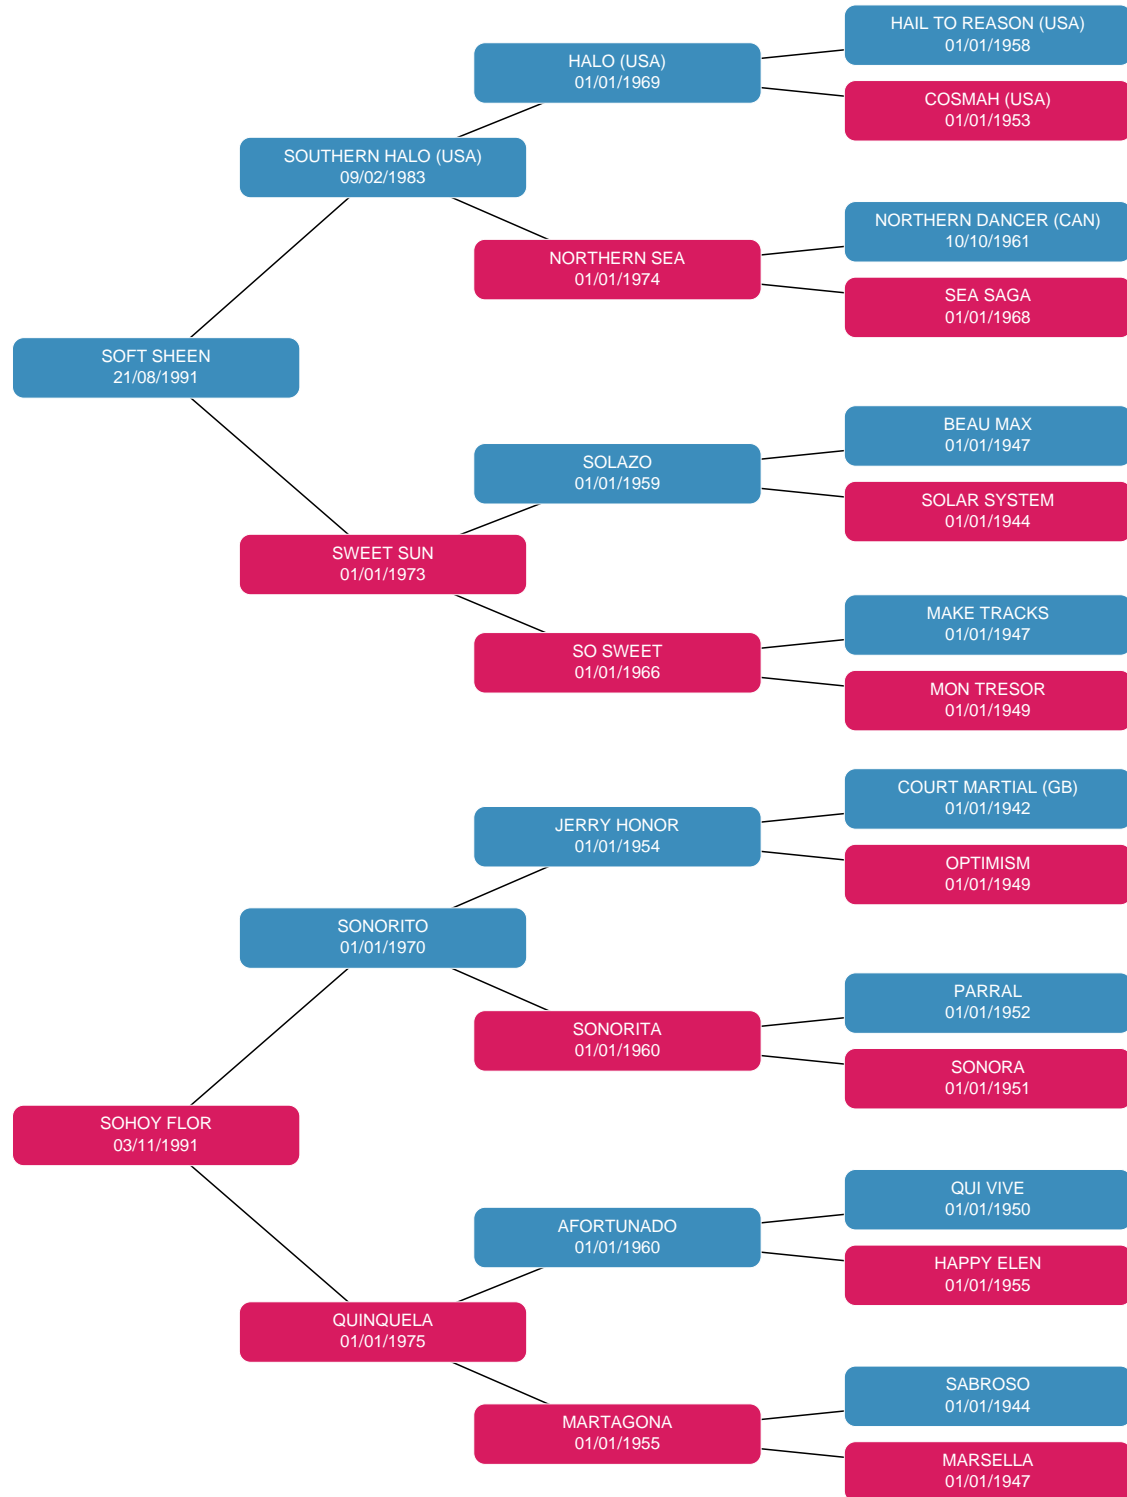 HAIL TO REASON (USA)
01/01/1958
HALO (USA)
01/01/1969
COSMAH (USA)
01/01/1953
SOUTHERN HALO (USA)
09/02/1983
NORTHERN DANCER (CAN)
10/10/1961
NORTHERN SEA
01/01/1974
SEA SAGA
01/01/1968
SOFT SHEEN
21/08/1991
BEAU MAX
01/01/1947
SOLAZO
01/01/1959
SOLAR SYSTEM
01/01/1944
SWEET SUN
01/01/1973
MAKE TRACKS
01/01/1947
SO SWEET
01/01/1966
MON TRESOR
01/01/1949
COURT MARTIAL (GB)
01/01/1942
JERRY HONOR
01/01/1954
OPTIMISM
01/01/1949
SONORITO
01/01/1970
PARRAL
01/01/1952
SONORITA
01/01/1960
SONORA
01/01/1951
SOHOY FLOR
03/11/1991
QUI VIVE
01/01/1950
AFORTUNADO
01/01/1960
HAPPY ELEN
01/01/1955
QUINQUELA
01/01/1975
SABROSO
01/01/1944
MARTAGONA
01/01/1955
MARSELLA
01/01/1947